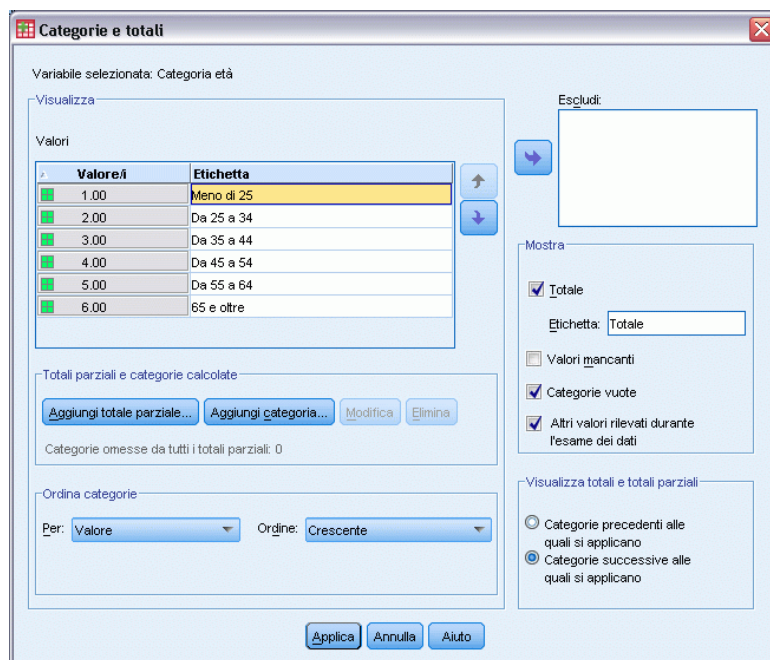 Categorie e totali
Variabile selezionata: Categoria età
Visualizza
Valori
Valore/i Etichetta
1.00 Meno di 25
2.00 Da 25 a 34
3.00 Da 35 a 44
4.00 Da 45 a 54
5.00 Da 55 a 64
6.00 65 e oltre
Totali parziali e categorie calcolate
Aggiungi totale parziale... Aggiungi categoria... Modifica Elimina
Categorie omesse da tutti i totali parziali: 0
Ordina categorie
Per: Valore Ordine: Crescente
Escludi:
Mostra
Totale
Etichetta: Totale
Valori mancanti
Categorie vuote
Altri valori rilevati durante
l'esame dei dati
Visualizza totali e totali parziali
Categorie precedenti alle
quali si applicano
Categorie successive alle
quali si applicano
Applica Annulla Aiuto